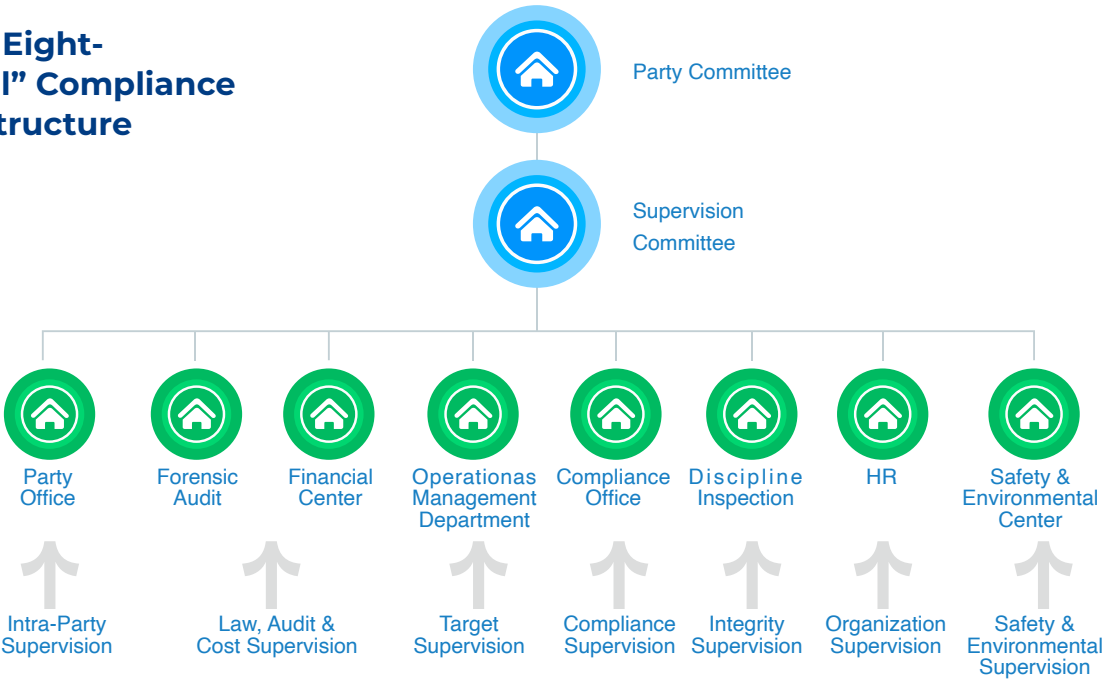 Eight-
l” Compliance
tructure
Party Committee
Supervision
Committee
Party
Office
Forensic
Audit
Financial
Center
Operationas
Management
Department
Compliance
Office
Discipline
Inspection
HR
Safety &
Environmental
Center
Intra-Party
Supervision
Law, Audit &
Cost Supervision
Target
Supervision
Compliance
Supervision
Integrity
Supervision
Organization
Supervision
Safety &
Environmental
Supervision